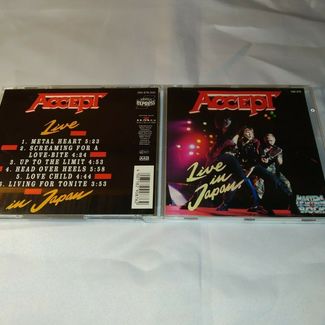 ACCEPT
Live
1. METAL HEART 5:23
2. SCREAMING FOR A
LOVE-BITE 4:24
3. UP TO THE LIMIT 4:53
4. HEAD OVER HEELS 5:58
5. LOVE CHILD 4:44
6. LIVING FOR TONITE 3:53
in Japan
ACCEPT
Live
in
Japan